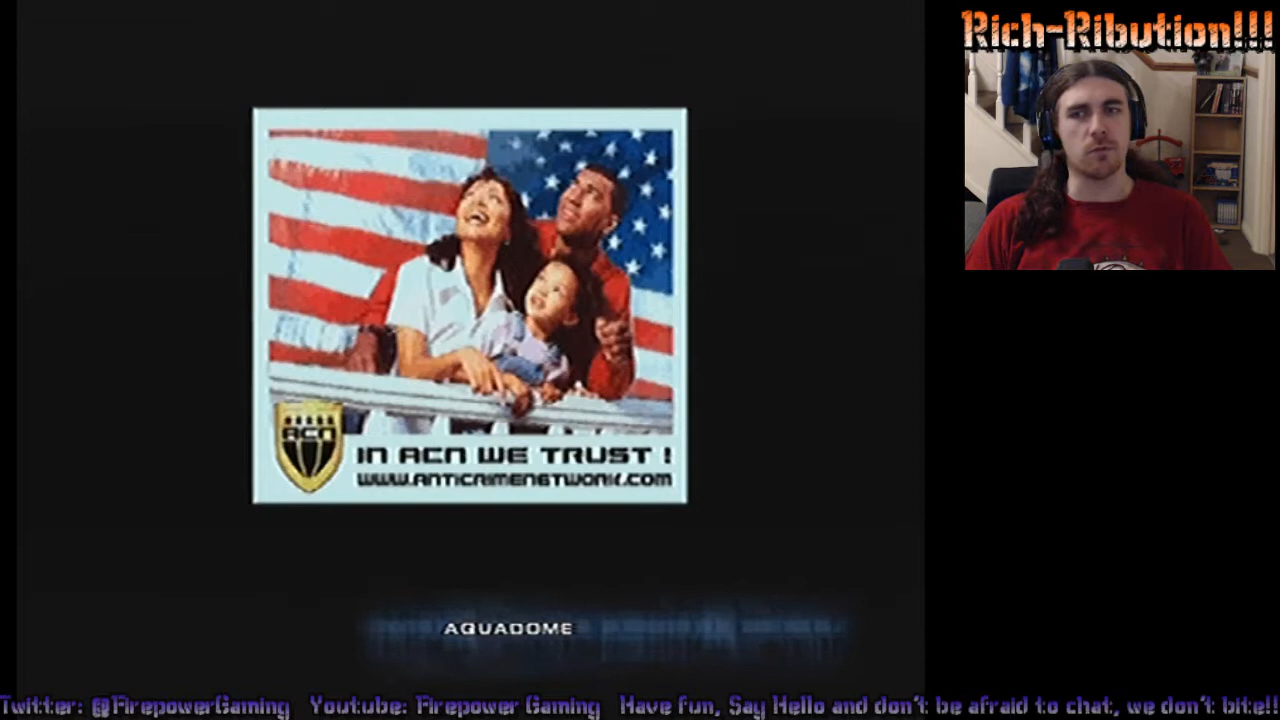 Rich-Ribution!!!
ACN
IN ACN WE TRUST !
WWW.ANTICRIMENETWORK.COM
AQUADOME
Twitter: @FirepowerGaming Youtube: Firepower Gaming Have fun, Say Hello and don't be afraid to chat, we don't bite!!